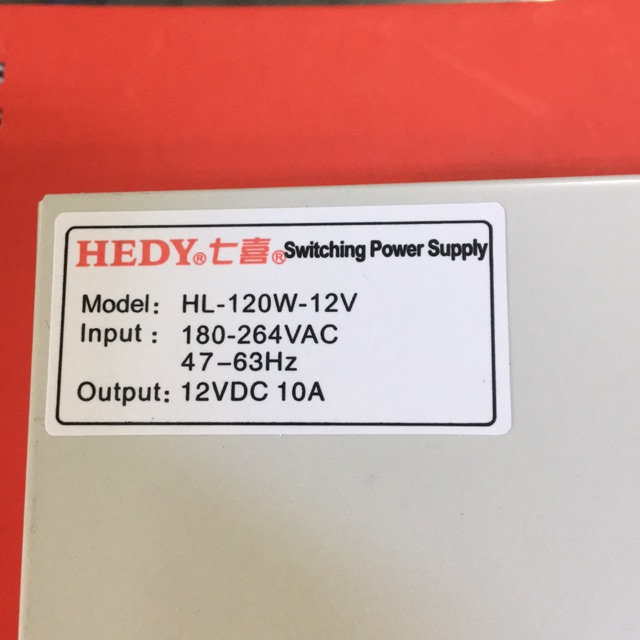 HEDY® 七喜® Switching Power Supply
Model: HL-120W-12V
Input : 180-264VAC
47-63Hz
Output: 12VDC 10A